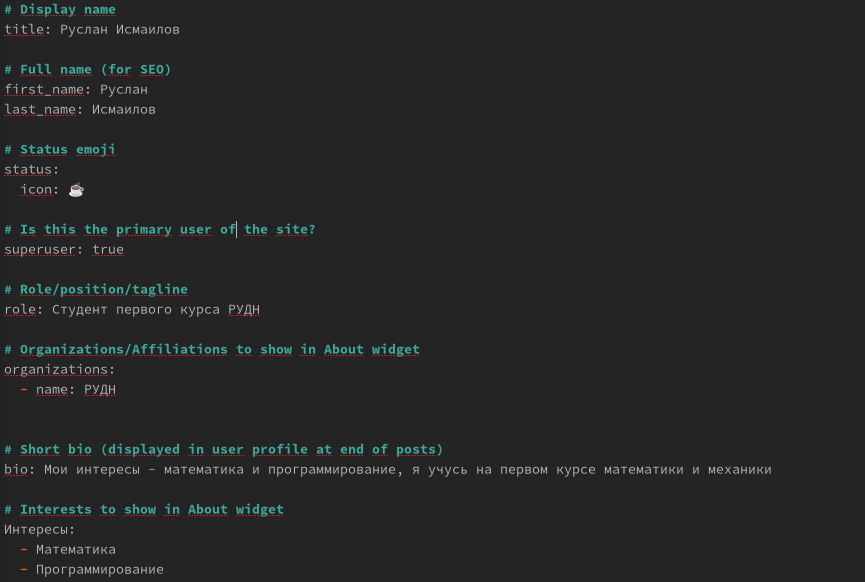 # Display name
title: Руслан Исмаилов
# Full name (for SEO)
first_name: Руслан
last_name: Исмаилов
# Status emoji
status:
icon: ☕
# Is this the primary user of the site?
superuser: true
# Role/position/tagline
role: Студент первого курса РУДН
# Organizations/Affiliations to show in About widget
organizations:
- name: РУДН
# Short bio (displayed in user profile at end of posts)
bio: Мои интересы – математика и программирование, я учусь на первом курсе математики и механики
# Interests to show in About widget
Интересы:
- Математика
- Программирование